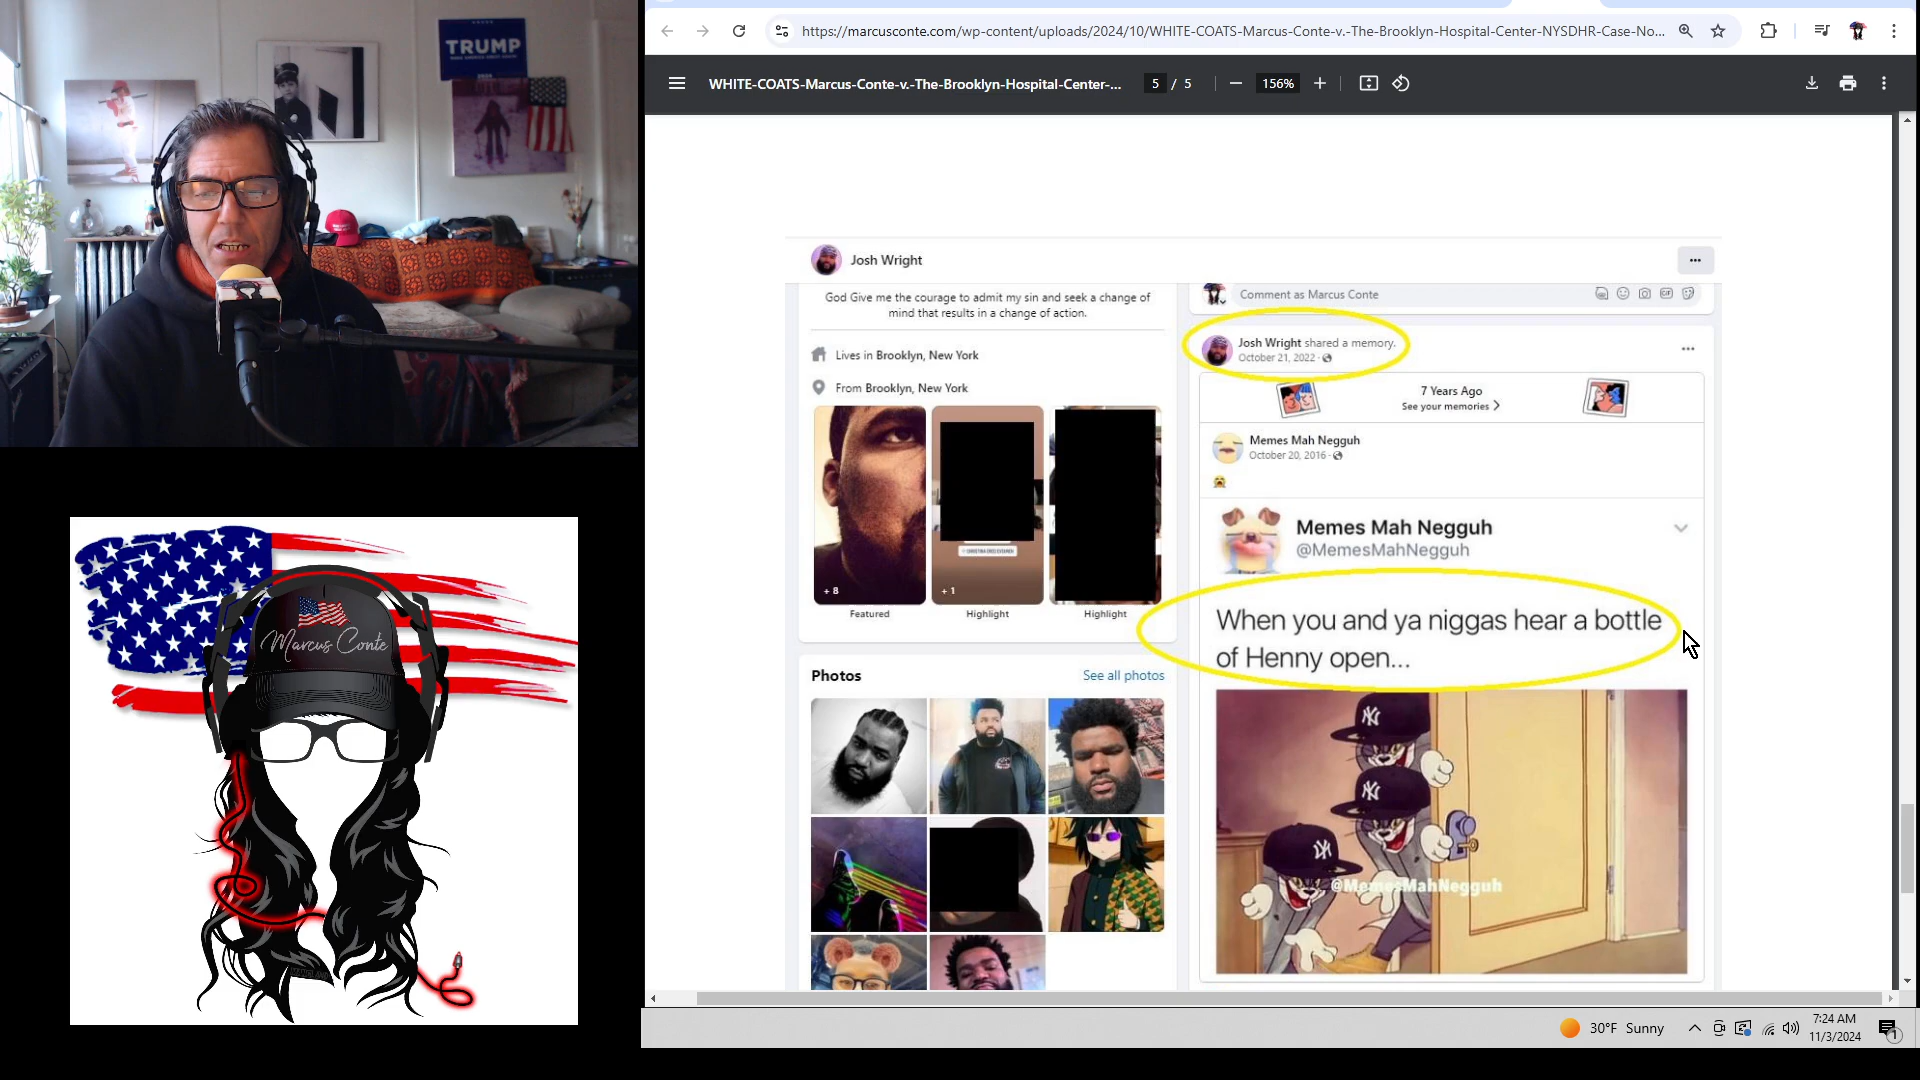 TRUMP
Marcus Conte
https://marcusconte.com/wp-content/uploads/2024/10/WHITE-COATS-Marcus-Conte-v.-The-Brooklyn-Hospital-Center-NYSDHR-Case-No...
WHITE-COATS-Marcus-Conte-v.-The-Brooklyn-Hospital-Center-... 5 / 5 156%
Josh Wright
God Give me the courage to admit my sin and seek a change of
mind that results in a change of action.
Lives in Brooklyn, New York
From Brooklyn, New York
+ 8
+ 1
Featured
Highlight
Highlight
Photos
See all photos
Comment as Marcus Conte
GIF
Josh Wright shared a memory.
October 21, 2022
7 Years Ago
See your memories
Memes Mah Negguh
October 20, 2016
Memes Mah Negguh
@MemesMahNegguh
When you and ya niggas hear a bottle
of Henny open...
@MemesMahNegguh
30°F Sunny
7:24 AM
11/3/2024
1